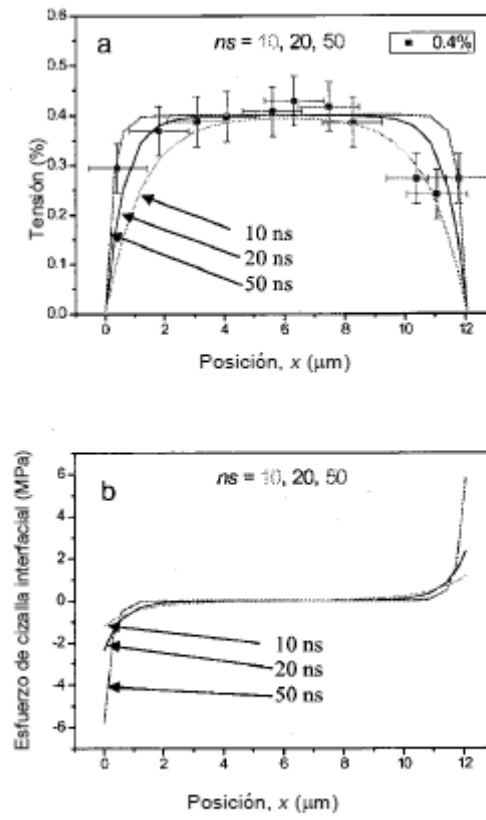 a
ns = 10, 20, 50
0.4%
0.6
0.5
0.4
0.3
0.2
0.1
0.0
Tensión (%)
10 ns
20 ns
50 ns
0
2
4
6
8
10
12
Posición, x (μm)
b
ns = 10, 20, 50
6
4
2
0
-2
-4
-6
Esfuerzo de cizalla interfacial (MPa)
10 ns
20 ns
50 ns
0
2
4
6
8
10
12
Posición, x (μm)